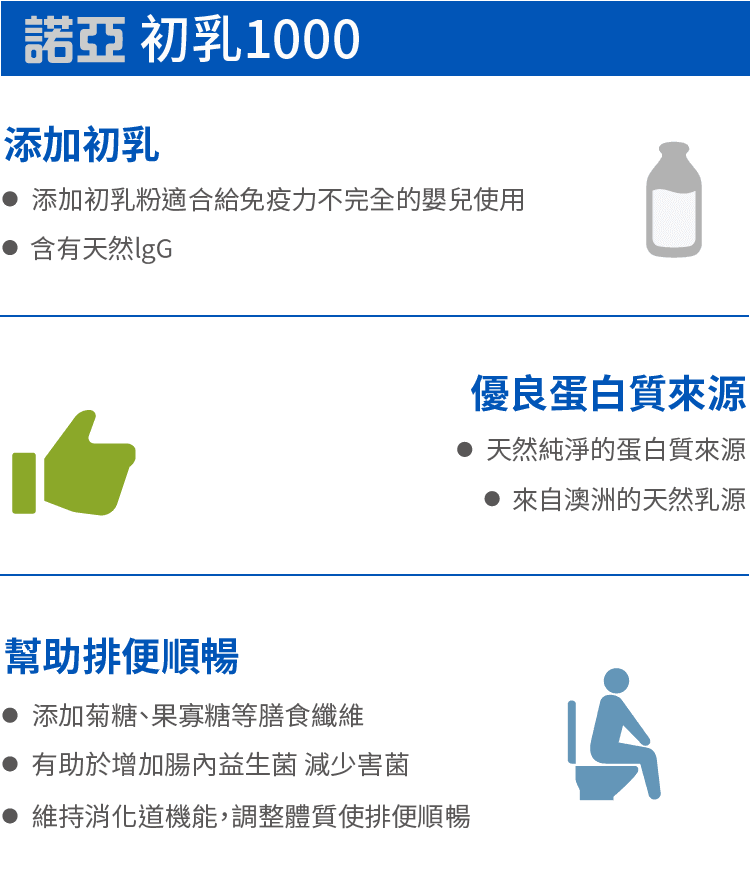 諾亞 初乳1000
添加初乳
● 添加初乳粉適合給免疫力不完全的嬰兒使用
● 含有天然lgG
優良蛋白質來源
● 天然純淨的蛋白質來源
● 來自澳洲的天然乳源
幫助排便順暢
● 添加菊糖、果寡糖等膳食纖維
● 有助於增加腸內益生菌 減少害菌
● 維持消化道機能，調整體質使排便順暢